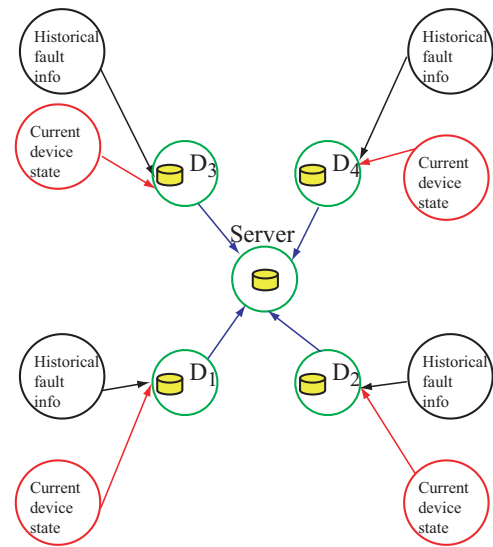 Historical
fault
info
Historical
fault
info
Current
device
state
D3
D4
Current
device
state
Server
Historical
fault
info
D1
D2
Historical
fault
info
Current
device
state
Current
device
state